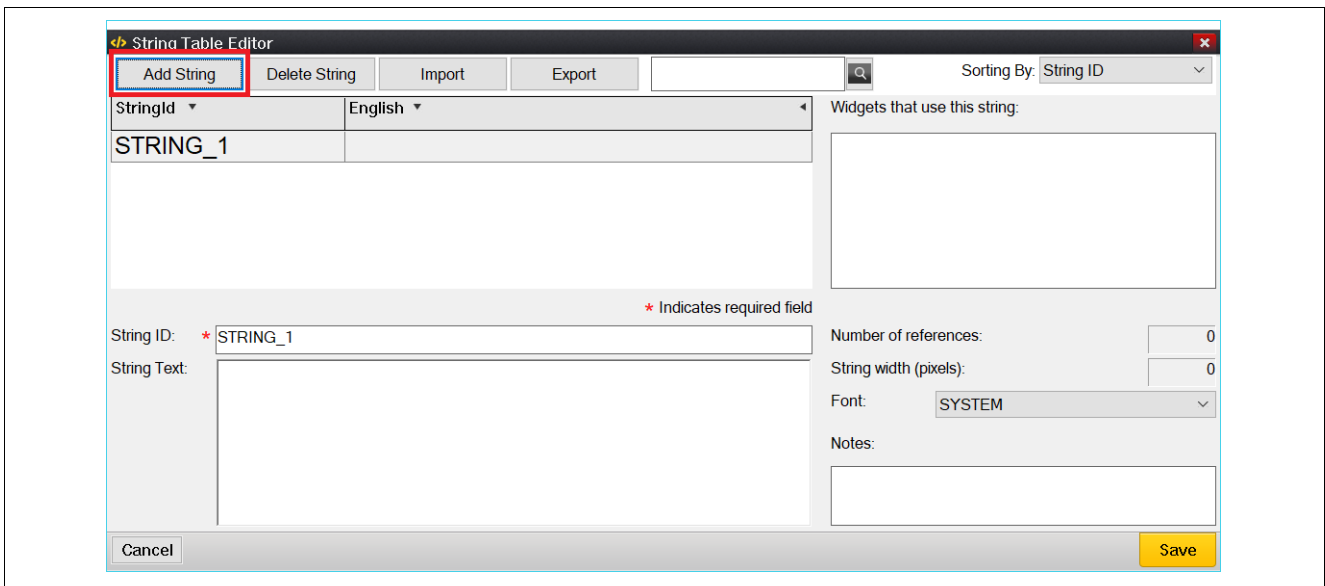 </> String Table Editor
Add String Delete String Import Export Sorting By: String ID
StringId English Widgets that use this string:
STRING_1
* Indicates required field
String ID: * STRING_1 Number of references: 0
String Text: String width (pixels): 0
Font: SYSTEM
Notes:
Cancel Save